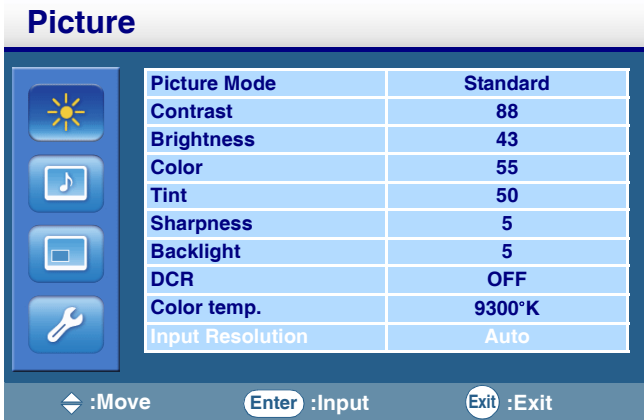 Picture
Picture Mode Standard
Contrast 88
Brightness 43
Color 55
Tint 50
Sharpness 5
Backlight 5
DCR OFF
Color temp. 9300°K
Input Resolution Auto
:Move Enter :Input Exit :Exit